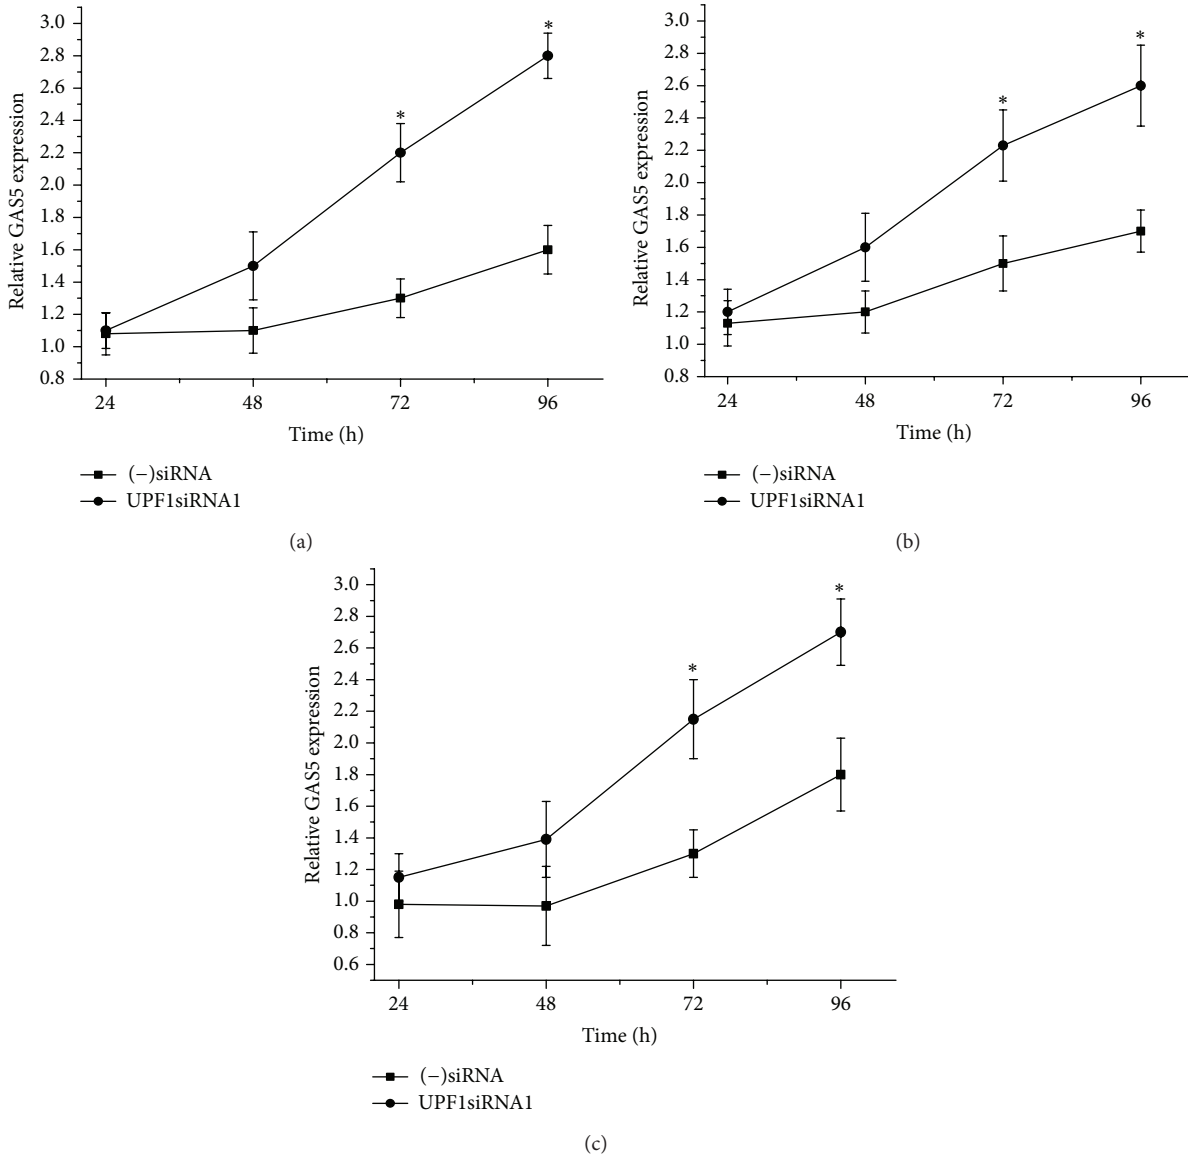 Relative GAS5 expression
3.0
2.8
2.6
2.4
2.2
2.0
1.8
1.6
1.4
1.2
1.0
0.8
*
*
24 48 72 96
Time (h)
(−)siRNA
UPF1siRNA1
(a)
Relative GAS5 expression
3.0
2.8
2.6
2.4
2.2
2.0
1.8
1.6
1.4
1.2
1.0
0.8
*
*
24 48 72 96
Time (h)
(−)siRNA
UPF1siRNA1
(b)
Relative GAS5 expression
3.0
2.8
2.6
2.4
2.2
2.0
1.8
1.6
1.4
1.2
1.0
0.8
0.6
*
*
24 48 72 96
Time (h)
(−)siRNA
UPF1siRNA1
(c)